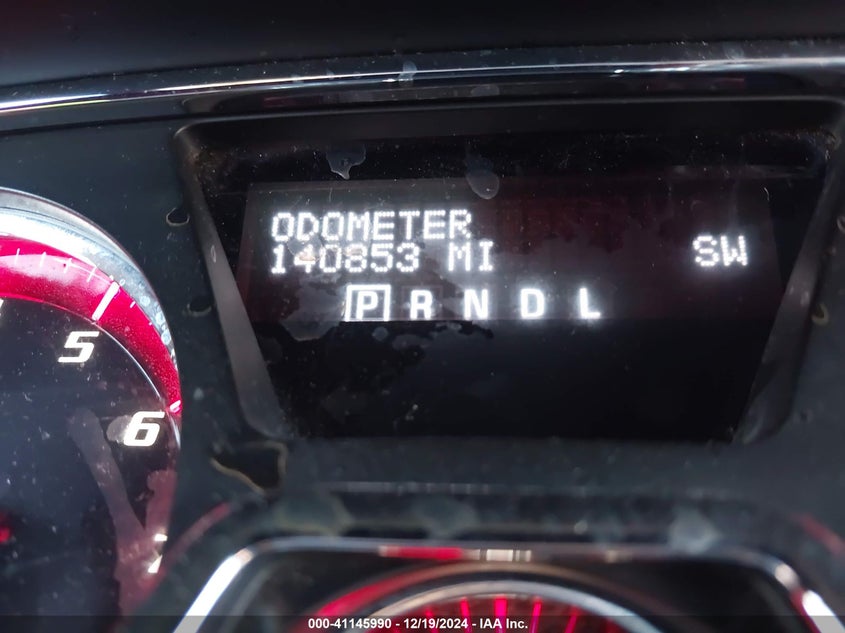 ODOMETER
140853 MI SW
P R N D L
5
6
000-41145990 - 12/19/2024 - IAA Inc.